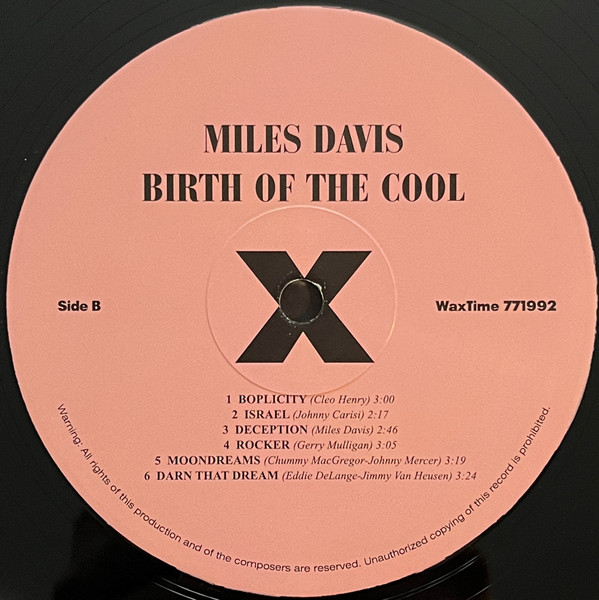 MILES DAVIS
BIRTH OF THE COOL
X
Side B
WaxTime 771992
1 BOPLICITY (Cleo Henry) 3:00
2 ISRAEL (Johnny Carisi) 2:17
3 DECEPTION (Miles Davis) 2:46
4 ROCKER (Gerry Mulligan) 3:05
5 MOONDREAMS (Chummy MacGregor-Johnny Mercer) 3:19
6 DARN THAT DREAM (Eddie DeLange-Jimmy Van Heusen) 3:24
Warning: All rights of this production and of the composers are reserved. Unauthorized copying of this record is prohibited.